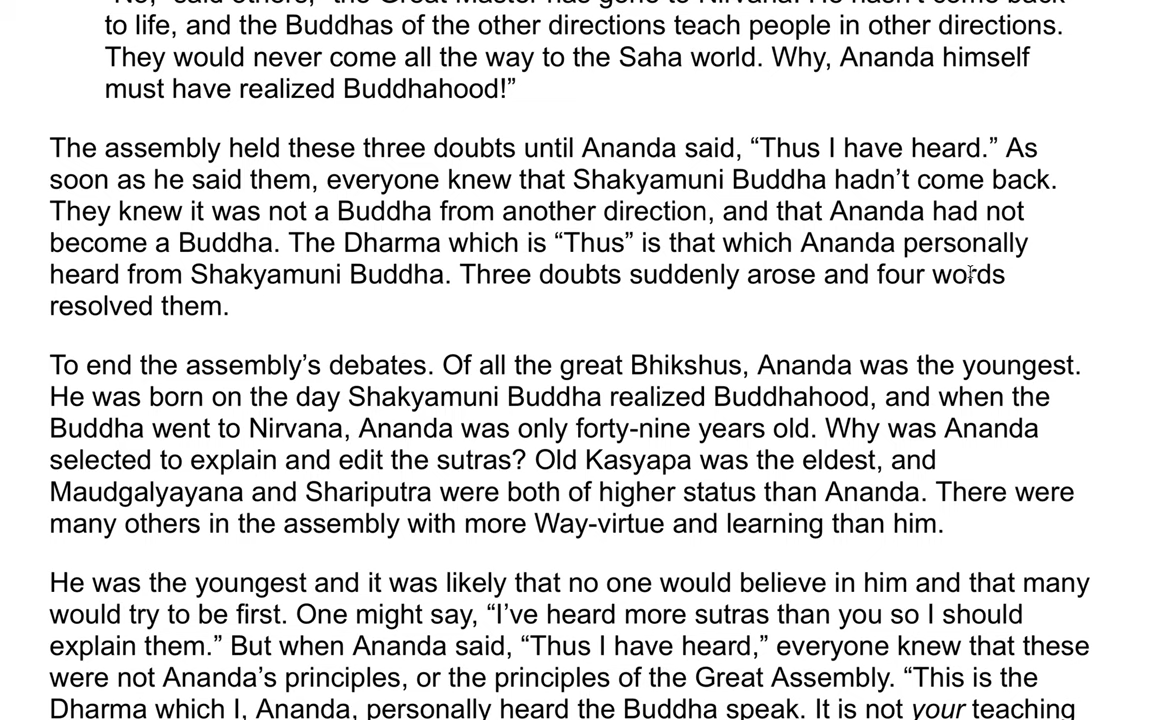 "No," said others, "the Great Master has gone to Nirvana. He hasn't come back
to life, and the Buddhas of the other directions teach people in other directions.
They would never come all the way to the Saha world. Why, Ananda himself
must have realized Buddhahood!”
The assembly held these three doubts until Ananda said, “Thus I have heard.” As
soon as he said them, everyone knew that Shakyamuni Buddha hadn’t come back.
They knew it was not a Buddha from another direction, and that Ananda had not
become a Buddha. The Dharma which is “Thus” is that which Ananda personally
heard from Shakyamuni Buddha. Three doubts suddenly arose and four words
resolved them.
To end the assembly’s debates. Of all the great Bhikshus, Ananda was the youngest.
He was born on the day Shakyamuni Buddha realized Buddhahood, and when the
Buddha went to Nirvana, Ananda was only forty-nine years old. Why was Ananda
selected to explain and edit the sutras? Old Kasyapa was the eldest, and
Maudgalyayana and Shariputra were both of higher status than Ananda. There were
many others in the assembly with more Way-virtue and learning than him.
He was the youngest and it was likely that no one would believe in him and that many
would try to be first. One might say, “I’ve heard more sutras than you so I should
explain them.” But when Ananda said, “Thus I have heard,” everyone knew that these
were not Ananda’s principles, or the principles of the Great Assembly. “This is the
Dharma which I, Ananda, personally heard the Buddha speak. It is not your teaching